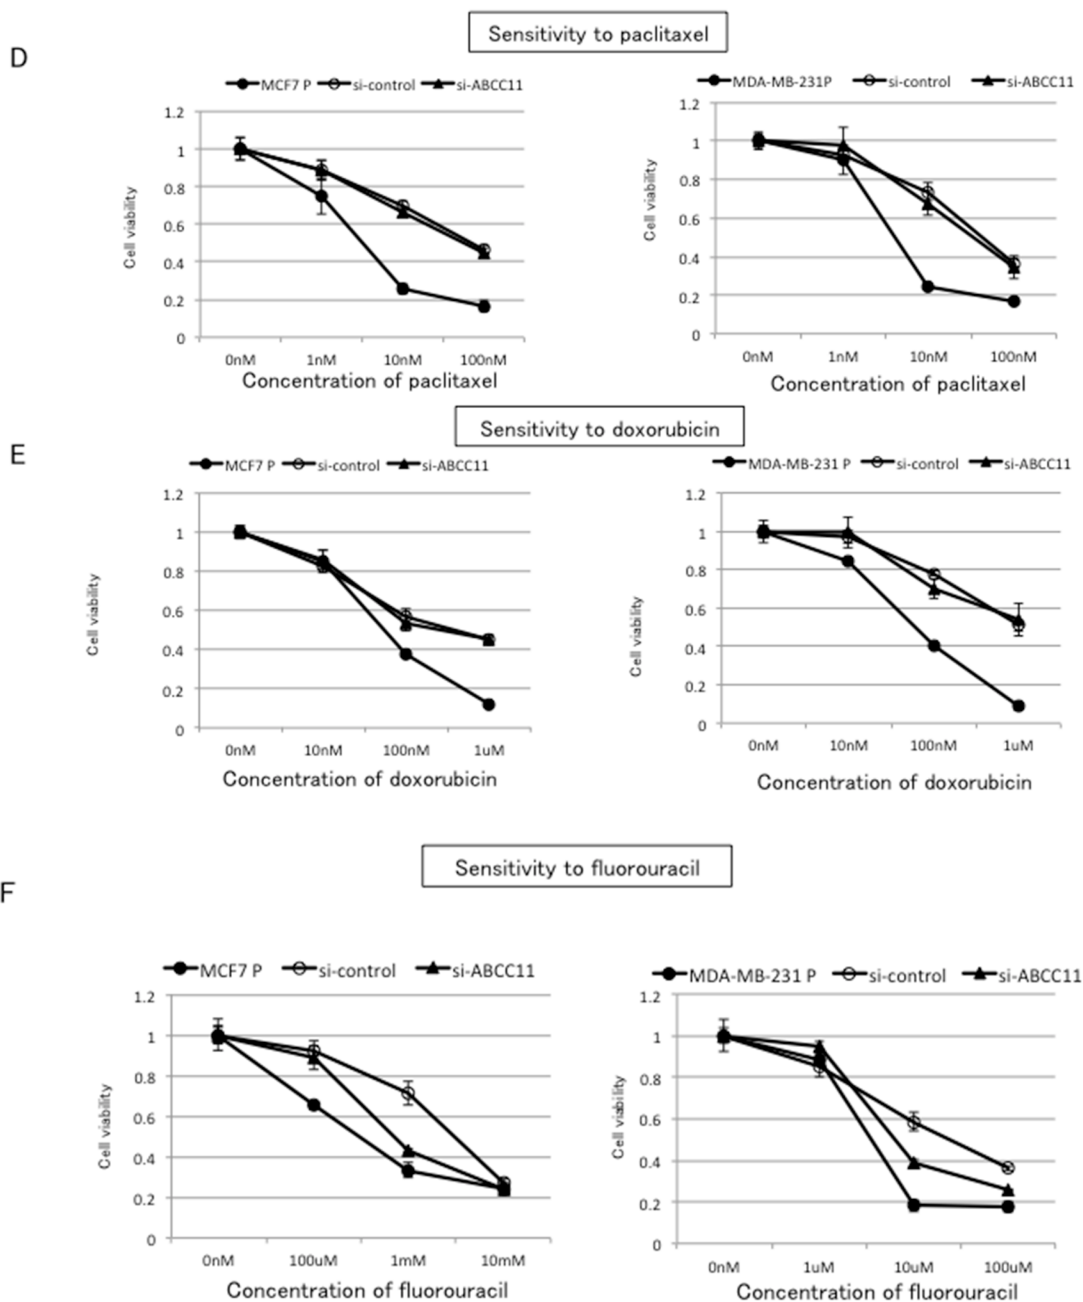 Sensitivity to paclitaxel
D
MCF7 P si-control si-ABCC11
1.2
1
0.8
0.6
0.4
0.2
0
Cell viability
0nM 1nM 10nM 100nM
Concentration of paclitaxel
MDA-MB-231P si-control si-ABCC11
1.2
1
0.8
0.6
0.4
0.2
0
Cell viability
0nM 1nM 10nM 100nM
Concentration of paclitaxel
Sensitivity to doxorubicin
E
MCF7 P si-control si-ABCC11
1.2
1
0.8
0.6
0.4
0.2
0
Cell viability
0nM 10nM 100nM 1uM
Concentration of doxorubicin
MDA-MB-231 P si-control si-ABCC11
1.2
1
0.8
0.6
0.4
0.2
0
Cell viability
0nM 10nM 100nM 1uM
Concentration of doxorubicin
Sensitivity to fluorouracil
F
MCF7 P si-control si-ABCC11
1.2
1
0.8
0.6
0.4
0.2
0
Cell viability
0nM 100uM 1mM 10mM
Concentration of fluorouracil
MDA-MB-231 P si-control si-ABCC11
1.2
1
0.8
0.6
0.4
0.2
0
Cell viability
0nM 1uM 10uM 100uM
Concentration of fluorouracil